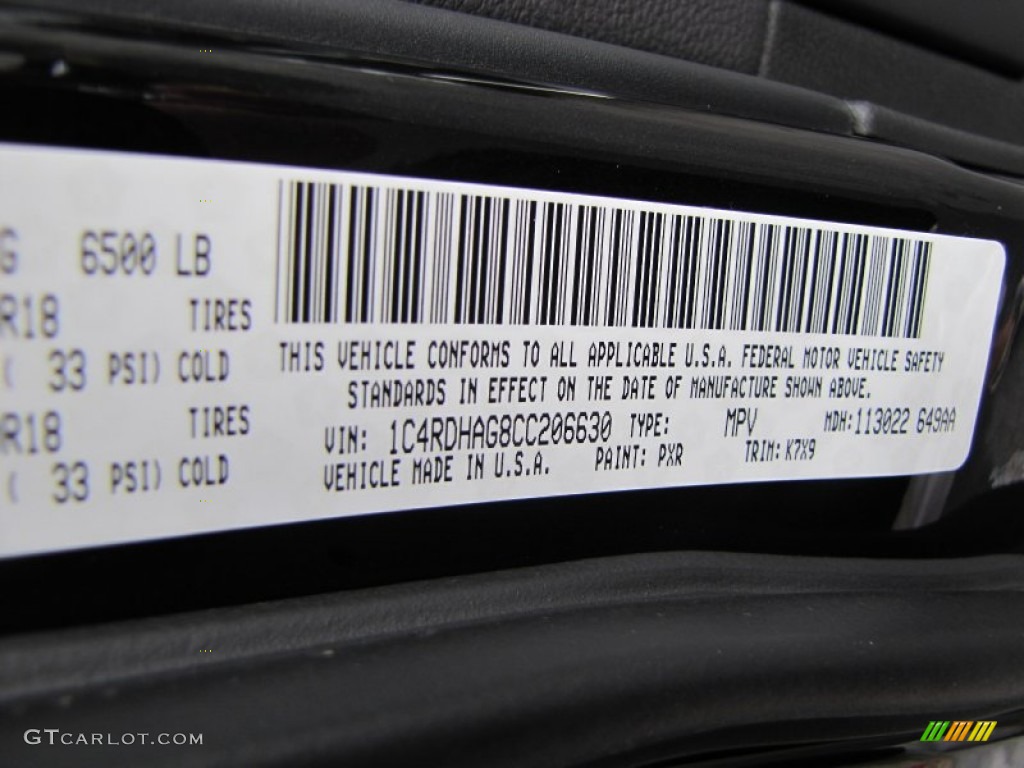 G 6500 LB
R18 TIRES
( 33 PSI) COLD
R18 TIRES
( 33 PSI) COLD
THIS VEHICLE CONFORMS TO ALL APPLICABLE U.S.A. FEDERAL MOTOR VEHICLE SAFETY
STANDARDS IN EFFECT ON THE DATE OF MANUFACTURE SHOWN ABOVE.
VIN: 1C4RDHAG8CC206630 TYPE: MPV MDH:113022 649AA
VEHICLE MADE IN U.S.A. PAINT: PXR TRIM: K7X9
GTCARLOT.COM